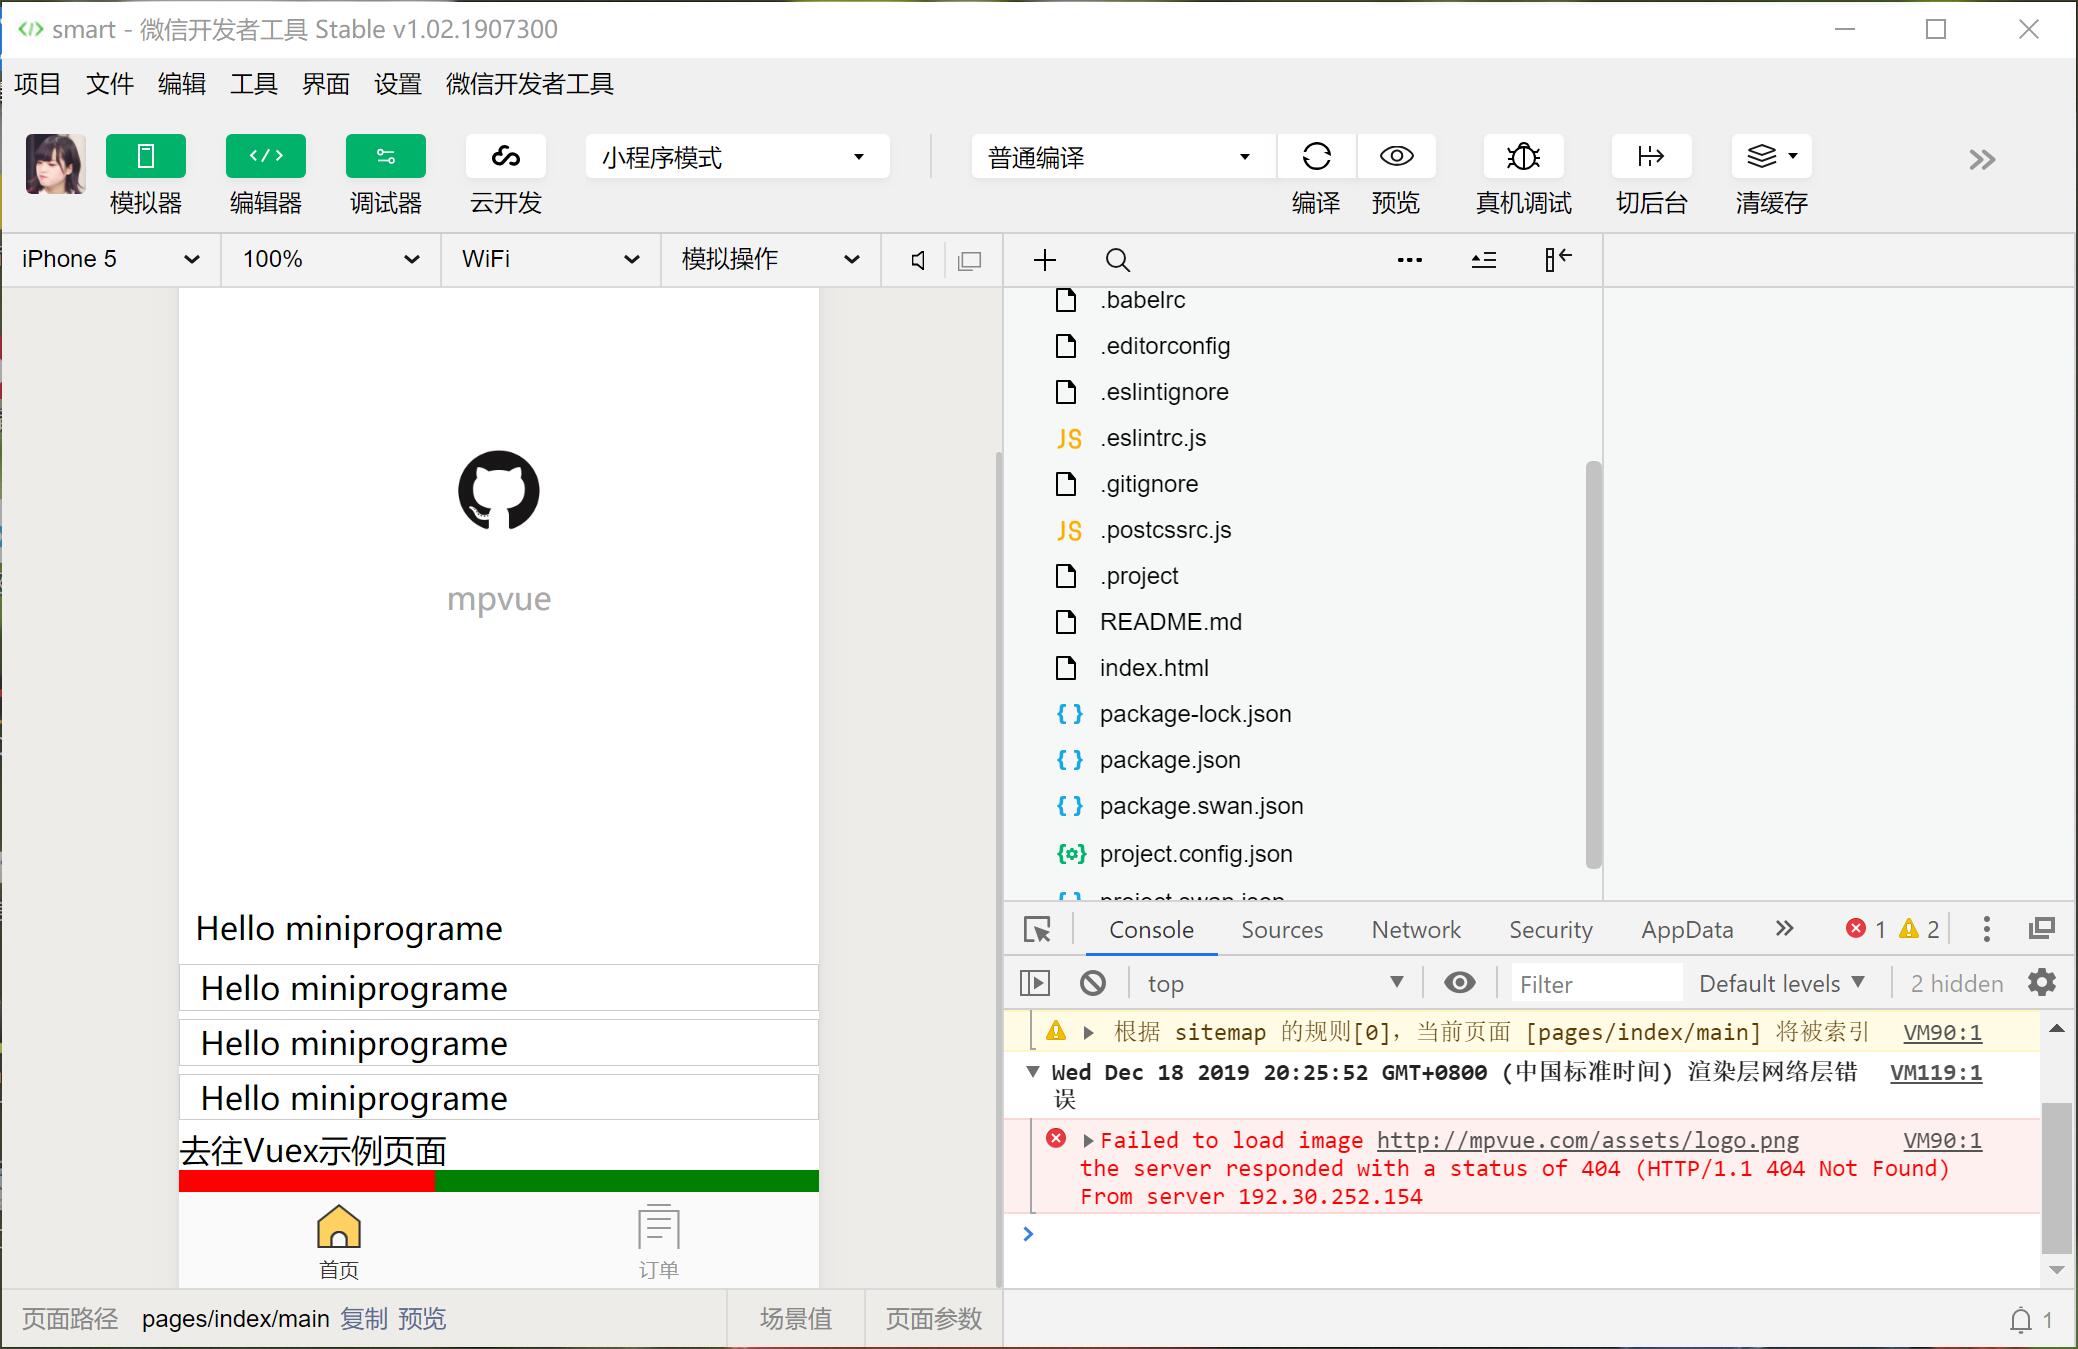 smart - 微信开发者工具 Stable v1.02.1907300
项目 文件 编辑 工具 界面 设置 微信开发者工具
小程序模式 普通编译
模拟器 编辑器 调试器 云开发 编译 预览 真机调试 切后台 清缓存
iPhone 5 100% WiFi 模拟操作
mpvue
Hello miniprograme
Hello miniprograme
Hello miniprograme
Hello miniprograme
去往Vuex示例页面
首页 订单
页面路径 pages/index/main 复制 预览 场景值 页面参数
.babelrc
.editorconfig
.eslintignore
JS .eslintrc.js
.gitignore
JS .postcssrc.js
.project
README.md
index.html
{ } package-lock.json
{ } package.json
{ } package.swan.json
project.config.json
{ } project.swan.json
Console Sources Network Security AppData 1 2
top Filter Default levels 2 hidden
根据 sitemap 的规则[0]，当前页面 [pages/index/main] 将被索引 VM90:1
Wed Dec 18 2019 20:25:52 GMT+0800 (中国标准时间) 渲染层网络层错 VM119:1
误
Failed to load image http://mpvue.com/assets/logo.png VM90:1
the server responded with a status of 404 (HTTP/1.1 404 Not Found)
From server 192.30.252.154
1